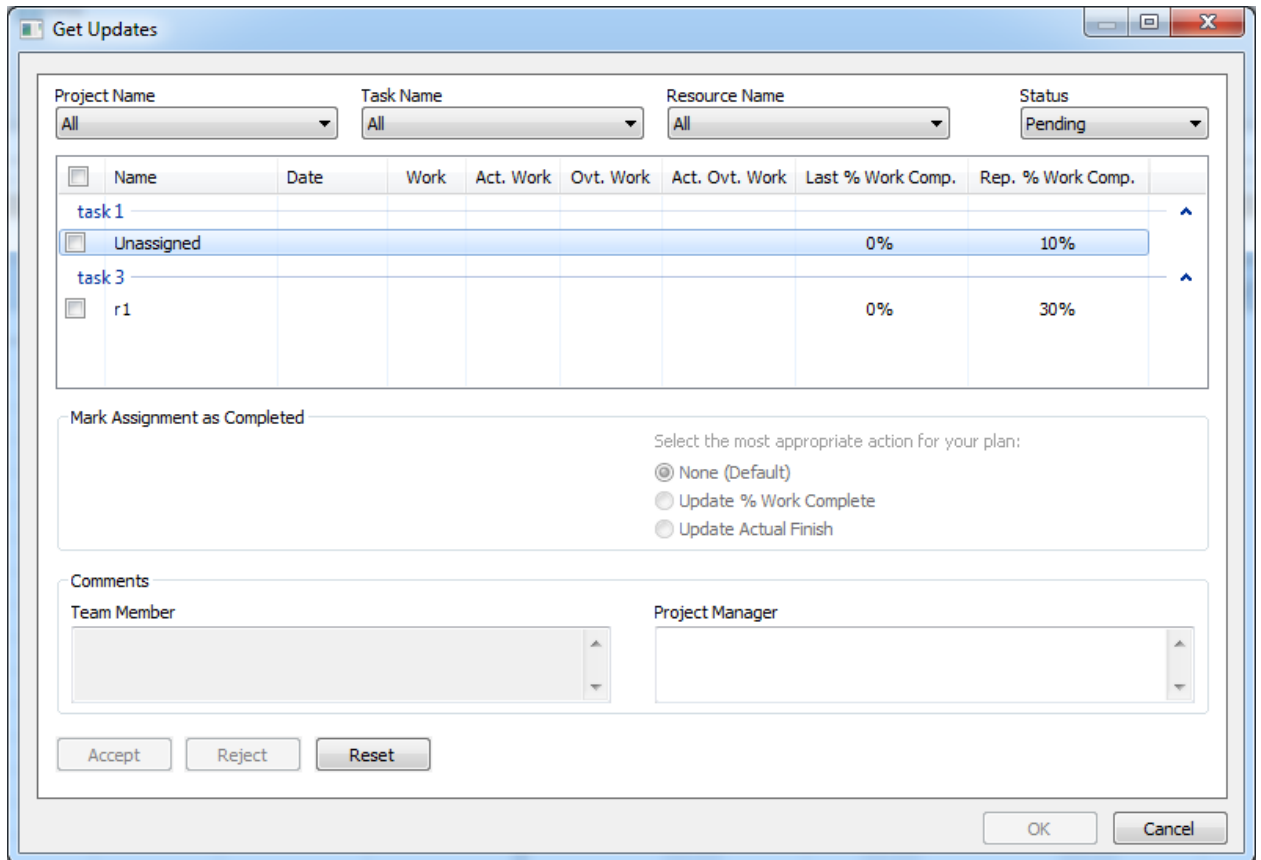 Get Updates
Project Name Task Name Resource Name Status
All All All Pending
Name Date Work Act. Work Ovt. Work Act. Ovt. Work Last % Work Comp. Rep. % Work Comp.
task 1
Unassigned 0% 10%
task 3
r1 0% 30%
Mark Assignment as Completed
Select the most appropriate action for your plan:
None (Default)
Update % Work Complete
Update Actual Finish
Comments
Team Member Project Manager
Accept Reject Reset
OK Cancel